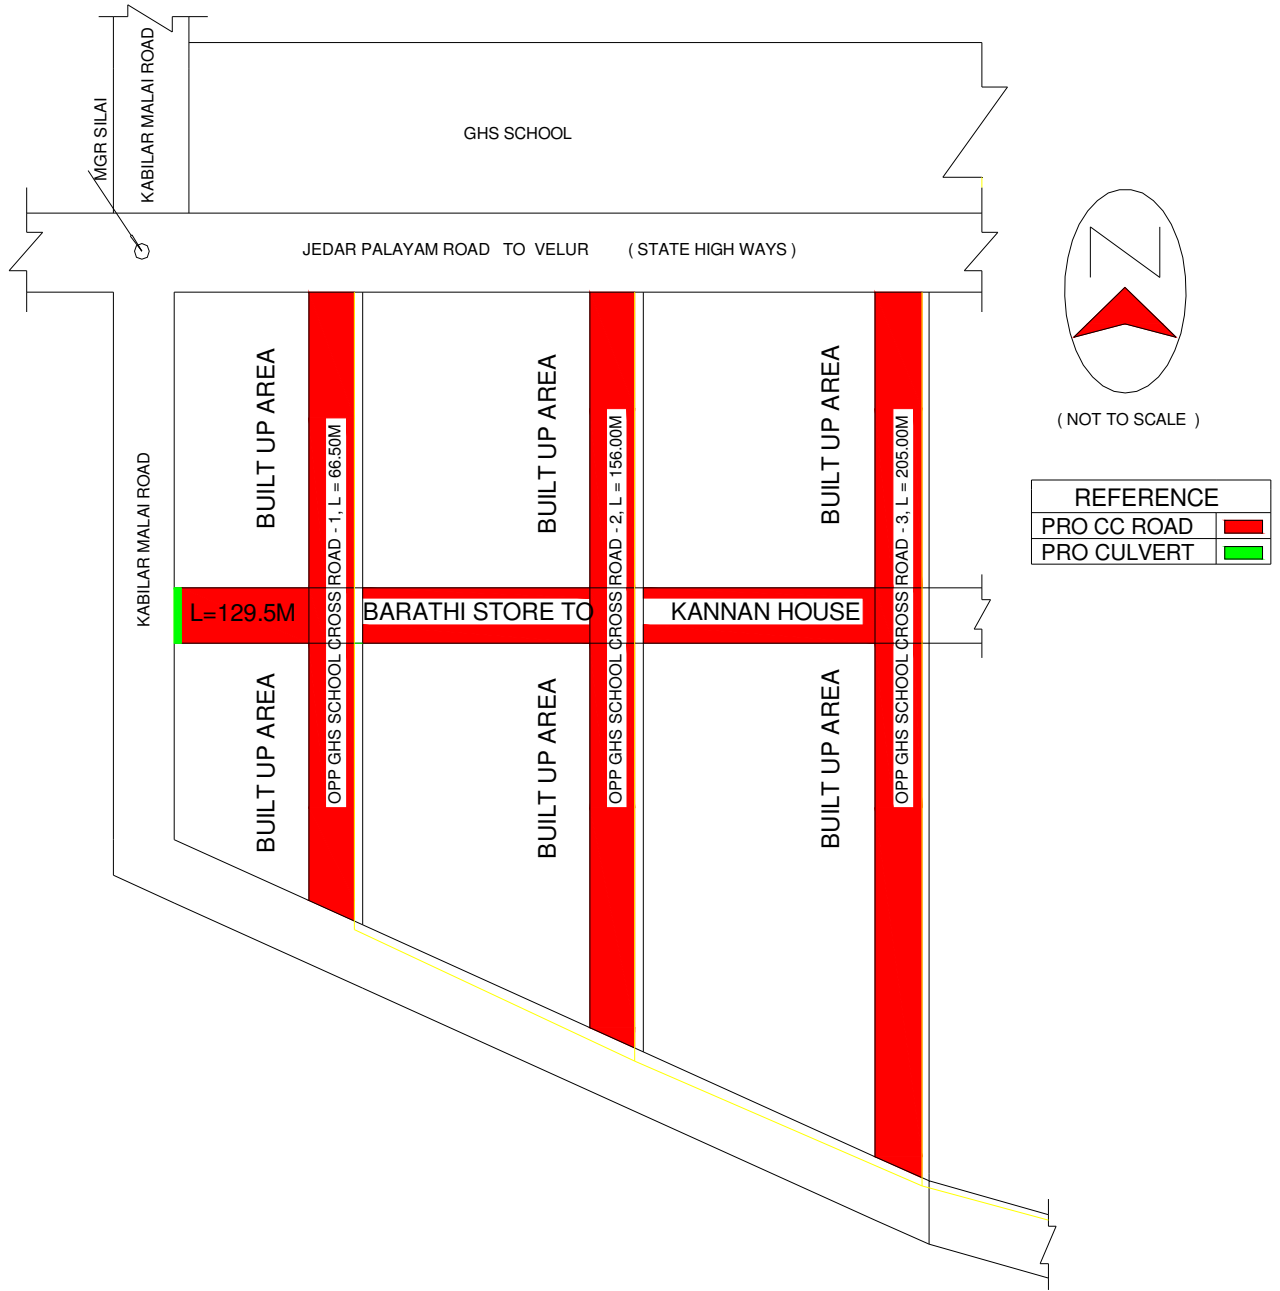 KABILAR MALAI ROAD
MGR SILAI
GHS SCHOOL
JEDAR PALAYAM ROAD TO VELUR ( STATE HIGH WAYS )
N
( NOT TO SCALE )
REFERENCE
PRO CC ROAD
PRO CULVERT
KABILAR MALAI ROAD
BUILT UP AREA
OPP GHS SCHOOL CROSS ROAD - 1, L = 66.50M
BUILT UP AREA
OPP GHS SCHOOL CROSS ROAD - 2, L = 156.00M
BUILT UP AREA
OPP GHS SCHOOL CROSS ROAD - 3, L = 205.00M
L=129.5M
BARATHI STORE TO
KANNAN HOUSE
BUILT UP AREA
BUILT UP AREA
BUILT UP AREA